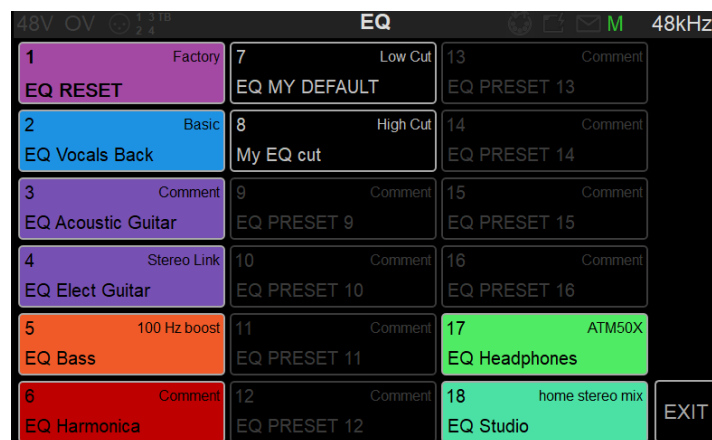 48V OV 1 3 TB EQ M 48kHz
2 4
1 Factory
EQ RESET
2 Basic
EQ Vocals Back
3 Comment
EQ Acoustic Guitar
4 Stereo Link
EQ Elect Guitar
5 100 Hz boost
EQ Bass
6 Comment
EQ Harmonica
7 Low Cut
EQ MY DEFAULT
8 High Cut
My EQ cut
9 Comment
EQ PRESET 9
10 Comment
EQ PRESET 10
11 Comment
EQ PRESET 11
12 Comment
EQ PRESET 12
13 Comment
EQ PRESET 13
14 Comment
EQ PRESET 14
15 Comment
EQ PRESET 15
16 Comment
EQ PRESET 16
17 ATM50X
EQ Headphones
18 home stereo mix
EQ Studio
EXIT